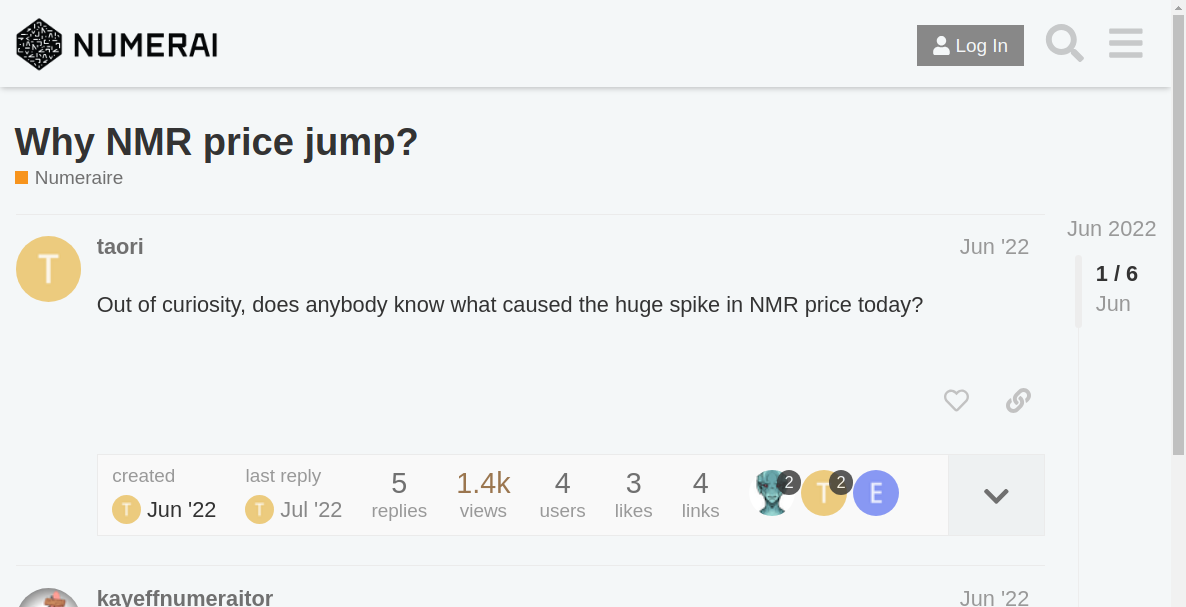 NUMERAI
Log In
Why NMR price jump?
Numeraire
Jun 2022
T
taori
Jun '22
1 / 6
Jun
Out of curiosity, does anybody know what caused the huge spike in NMR price today?
created
T Jun '22
last reply
T Jul '22
5
replies
1.4k
views
4
users
3
likes
4
links
2
T 2
E
kayeffnumeraitor
Jun '22